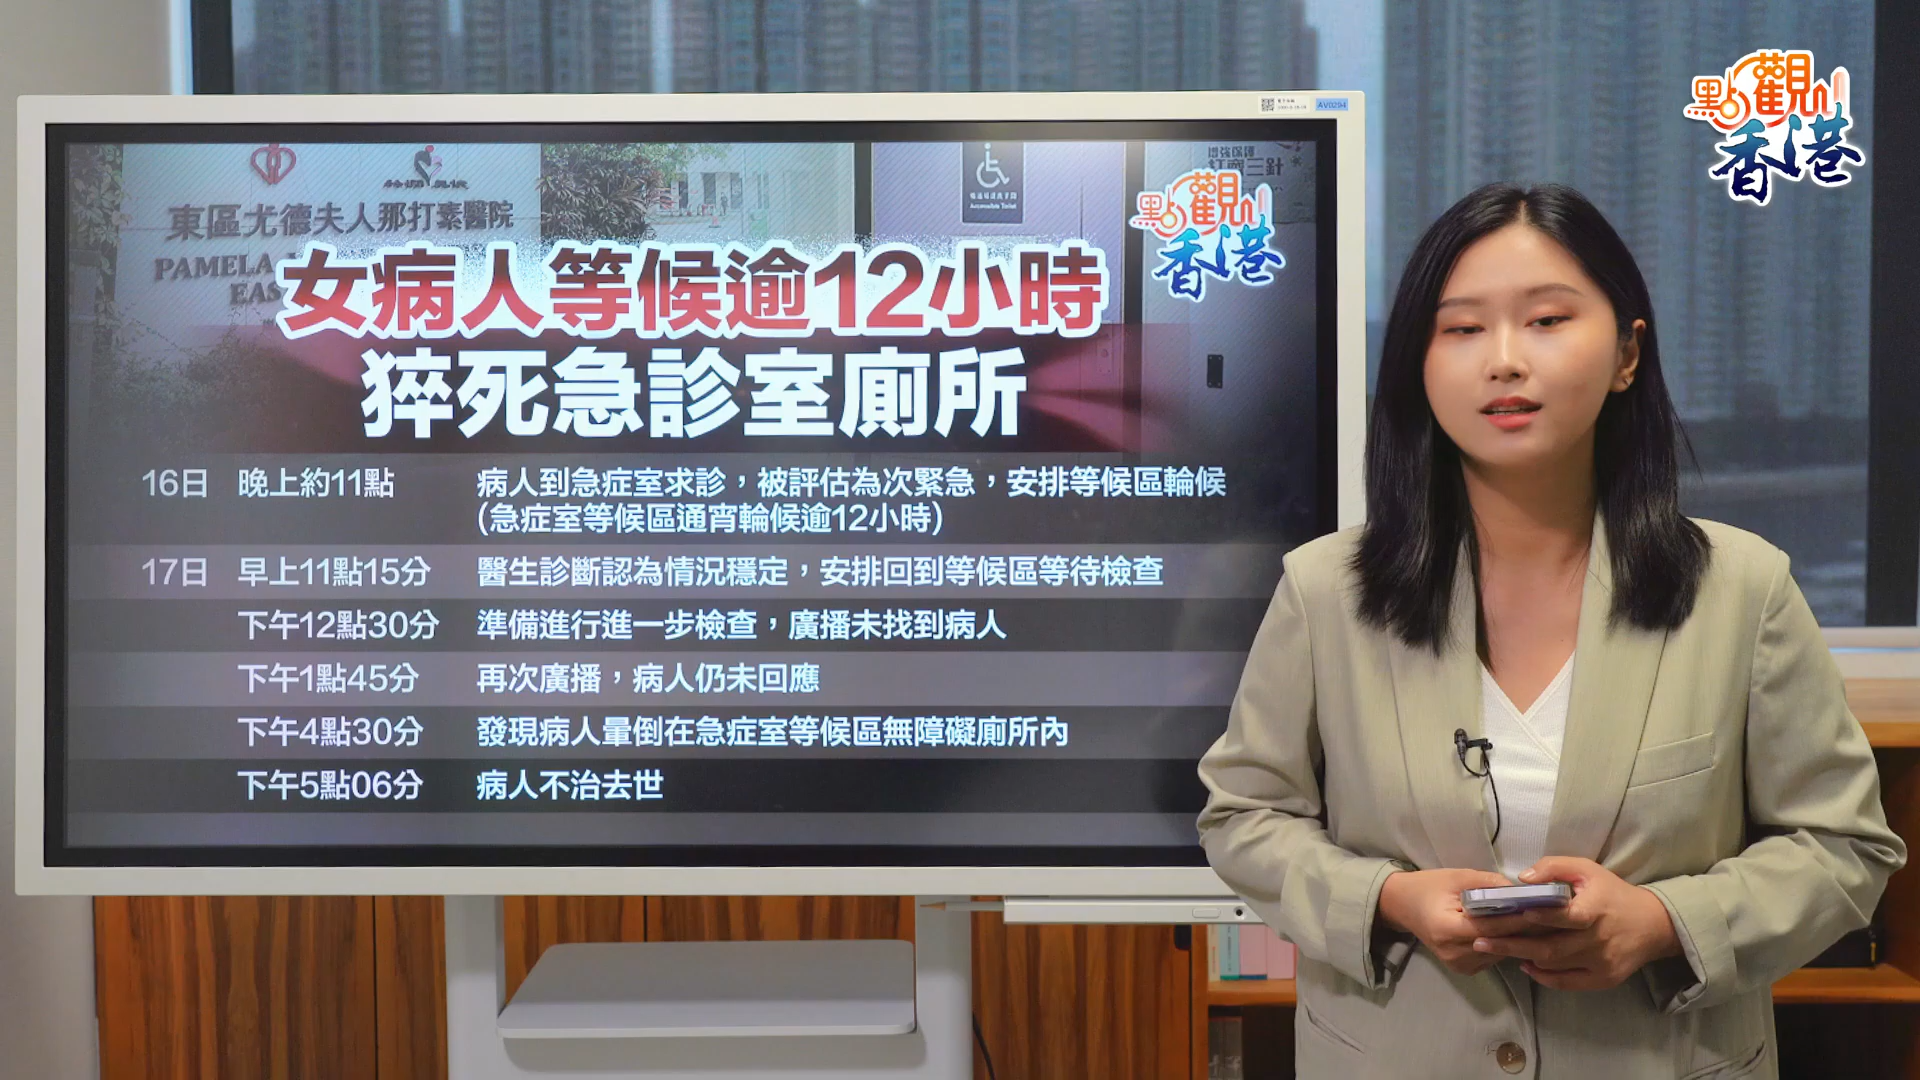 AV0294
點觀
香港
東區尤德夫人那打素醫院
PAMELA
EAS
Accessible Toilet
點觀
香港
女病人等候逾12小時
猝死急診室廁所
16日 晚上約11點 病人到急症室求診，被評估為次緊急，安排等候區輪候
(急症室等候區通宵輪候逾12小時)
17日 早上11點15分 醫生診斷認為情況穩定，安排回到等候區等待檢查
下午12點30分 準備進行進一步檢查，廣播未找到病人
下午1點45分 再次廣播，病人仍未回應
下午4點30分 發現病人暈倒在急症室等候區無障礙廁所內
下午5點06分 病人不治去世